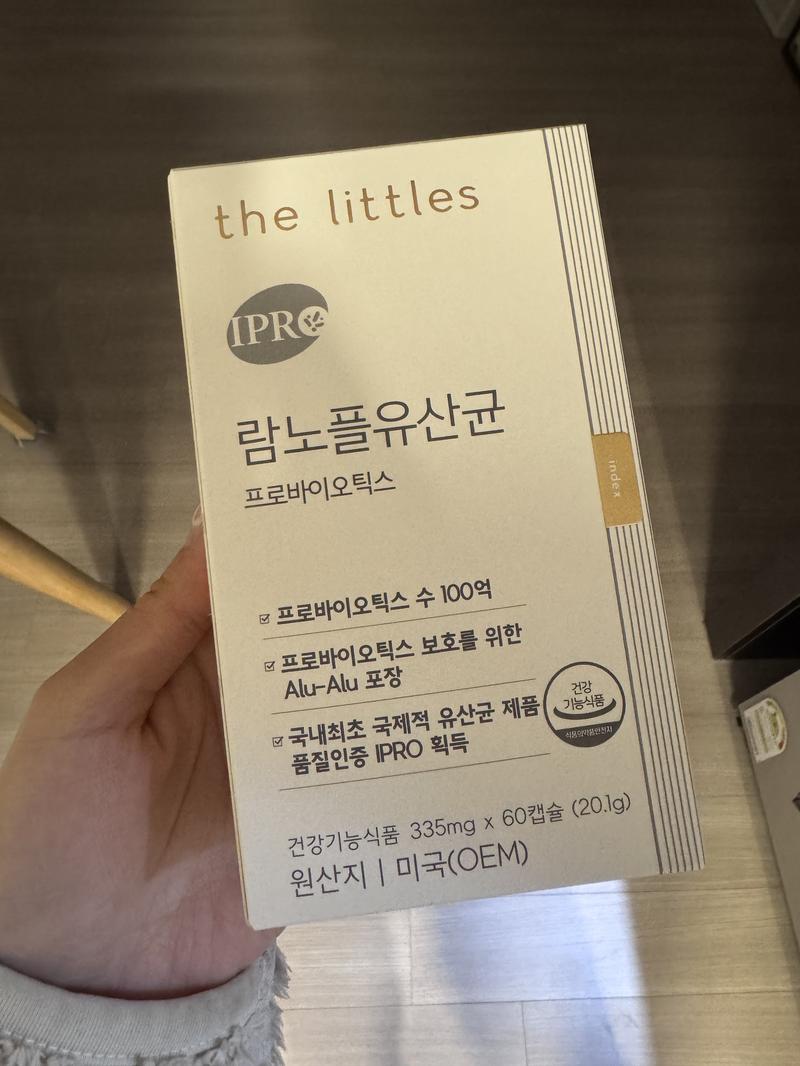 the littles
IPRO
람노플유산균
프로바이오틱스
index
프로바이오틱스 수 100억
프로바이오틱스 보호를 위한
Alu-Alu 포장
국내최초 국제적 유산균 제품
품질인증 IPRO 획득
건강
기능식품
식품의약품안전처
건강기능식품 335mg x 60캡슐 (20.1g)
원산지 | 미국(OEM)